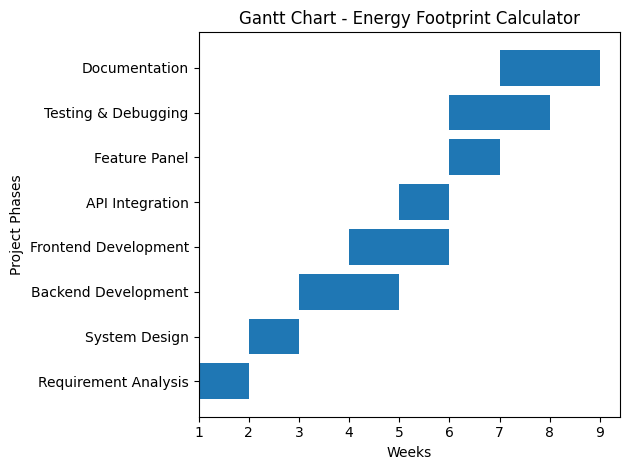 Gantt Chart - Energy Footprint Calculator
Project Phases
Documentation
Testing & Debugging
Feature Panel
API Integration
Frontend Development
Backend Development
System Design
Requirement Analysis
1 2 3 4 5 6 7 8 9
Weeks